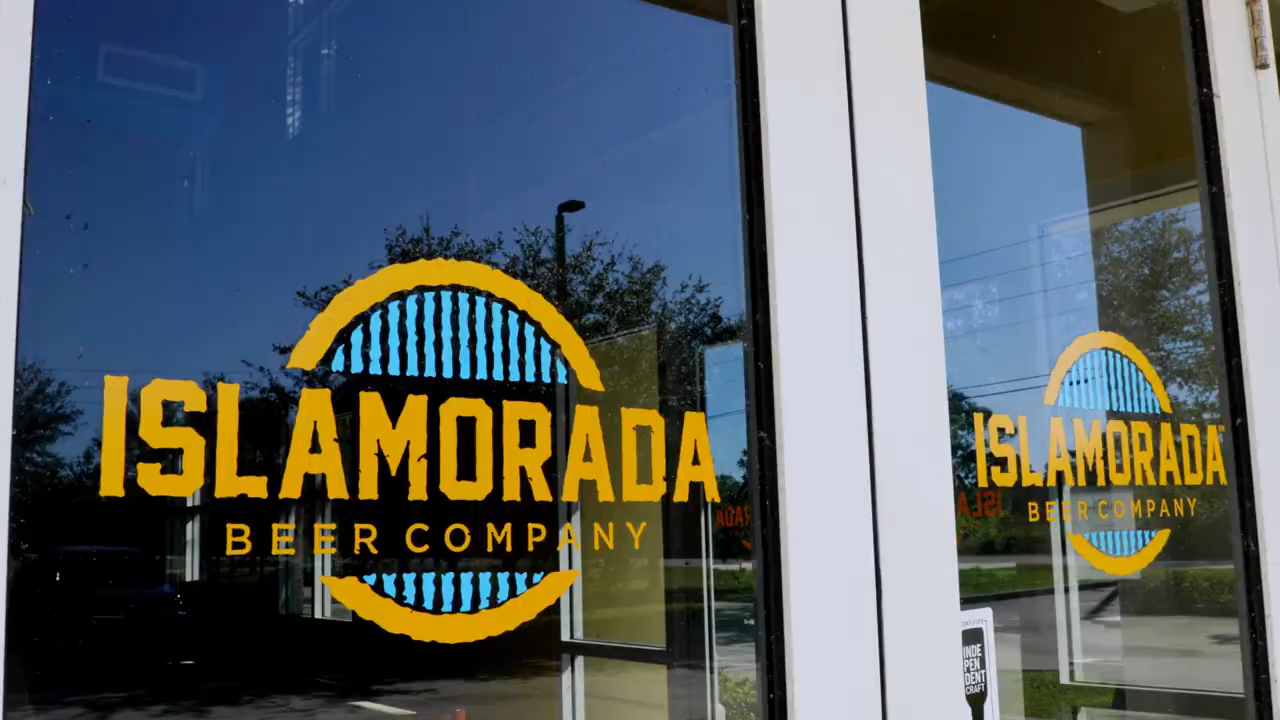 ISLAMORADA
BEER COMPANY
ISLAMORADA
BEER COMPANY
INDE
PEN
DENT
CRAFT